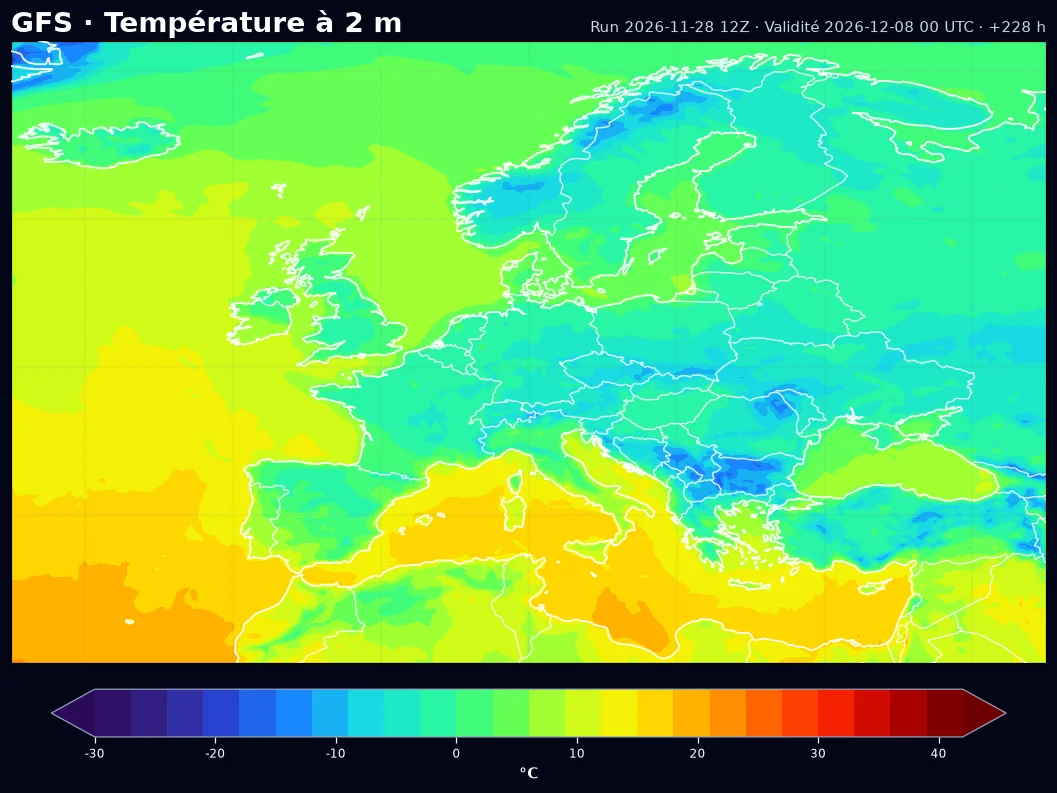 GFS · Température à 2 m
Run 2026-11-28 12Z · Validité 2026-12-08 00 UTC · +228 h
-30 -20 -10 0 10 20 30 40
°C